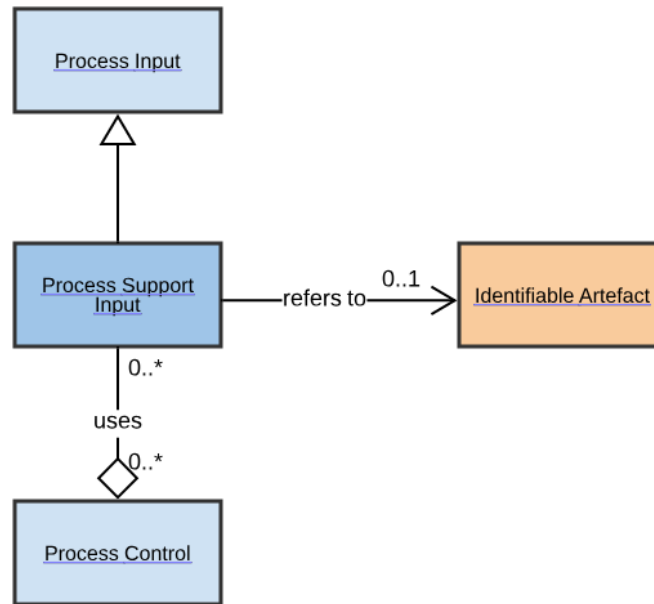 Process Input
Process Support
Input
refers to
0..1
Identifiable Artefact
0..*
uses
0..*
Process Control